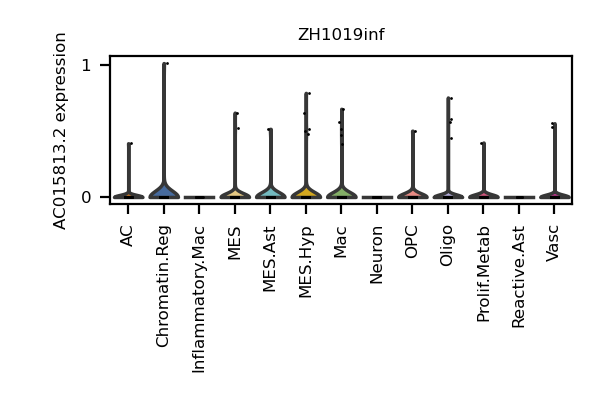 ZH1019inf
AC015813.2 expression
1
0
AC
Chromatin.Reg
Inflammatory.Mac
MES
MES.Ast
MES.Hyp
Mac
Neuron
OPC
Oligo
Prolif.Metab
Reactive.Ast
Vasc